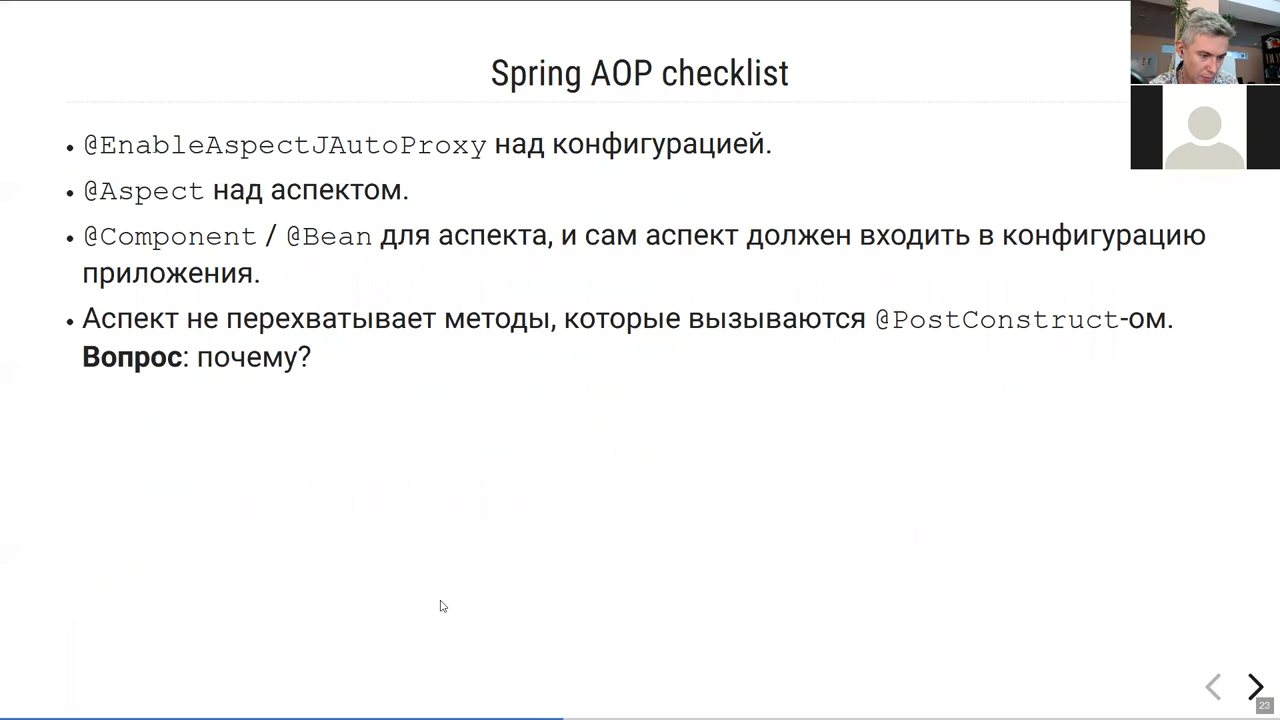 Spring AOP checklist
• @EnableAspectJAutoProxy над конфигурацией.
• @Aspect над аспектом.
• @Component / @Bean для аспекта, и сам аспект должен входить в конфигурацию
приложения.
• Аспект не перехватывает методы, которые вызываются @PostConstruct-ом.
Вопрос: почему?
23